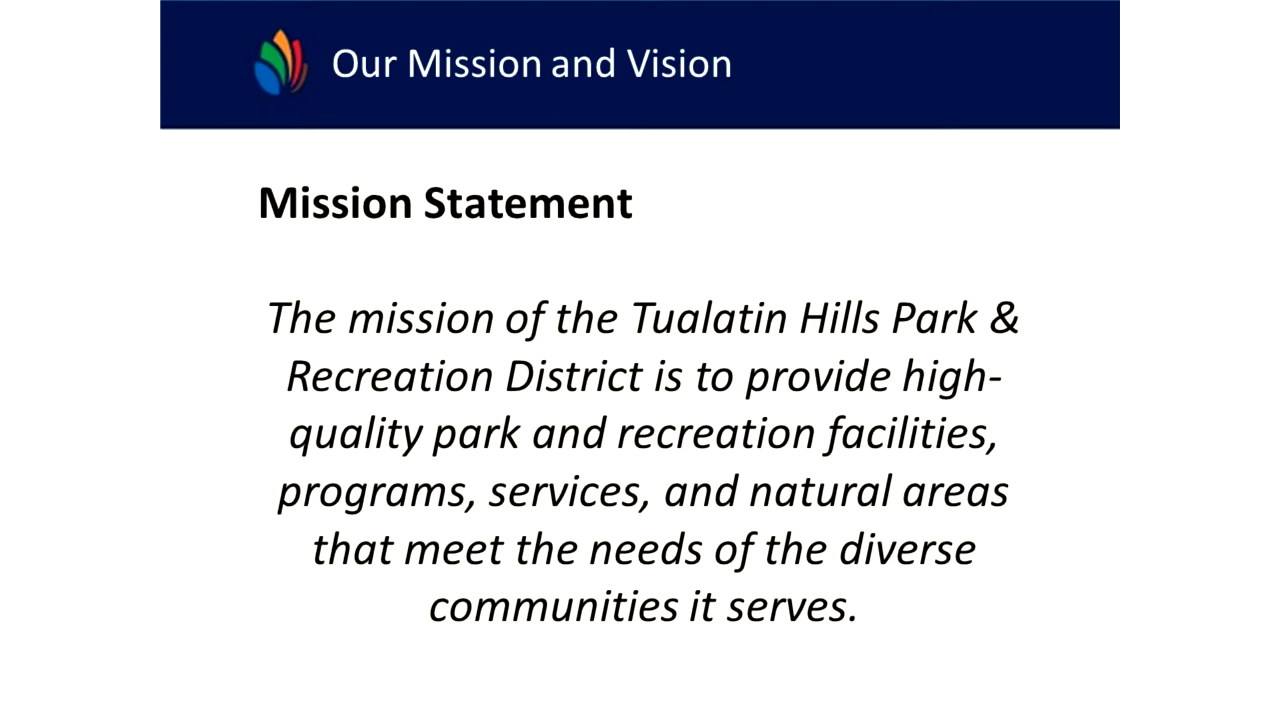 Our Mission and Vision
Mission Statement
The mission of the Tualatin Hills Park &
Recreation District is to provide high-
quality park and recreation facilities,
programs, services, and natural areas
that meet the needs of the diverse
communities it serves.